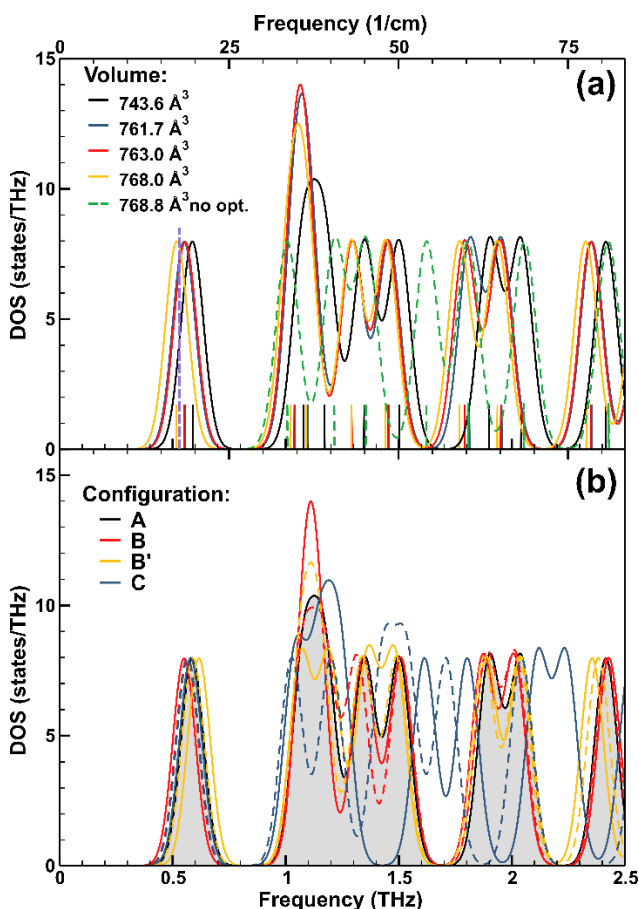 Frequency (1/cm)
0 25 50 75
15
(a)
Volume:
743.6 Å³
761.7 Å³
763.0 Å³
768.0 Å³
768.8 Å³no opt.
10
5
0
DOS (states/THz)
15
(b)
Configuration:
A
B
B'
C
10
5
0
DOS (states/THz)
0 0.5 1.0 1.5 2 2.5
Frequency (THz)